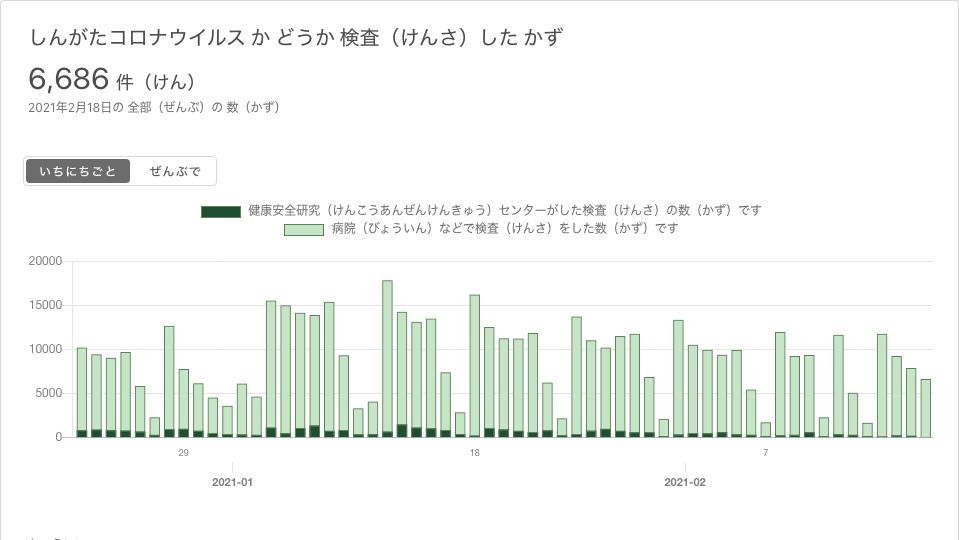 しんがたコロナウイルス か どうか 検査（けんさ）した かず
6,686 件（けん）
2021年2月18日の 全部（ぜんぶ）の 数（かず）
いちにちごと ぜんぶで
健康安全研究（けんこうあんぜんけんきゅう）センターがした検査（けんさ）の数（かず）です
病院（びょういん）などで検査（けんさ）をした数（かず）です
20000
15000
10000
5000
0
29 18 7
2021-01 2021-02